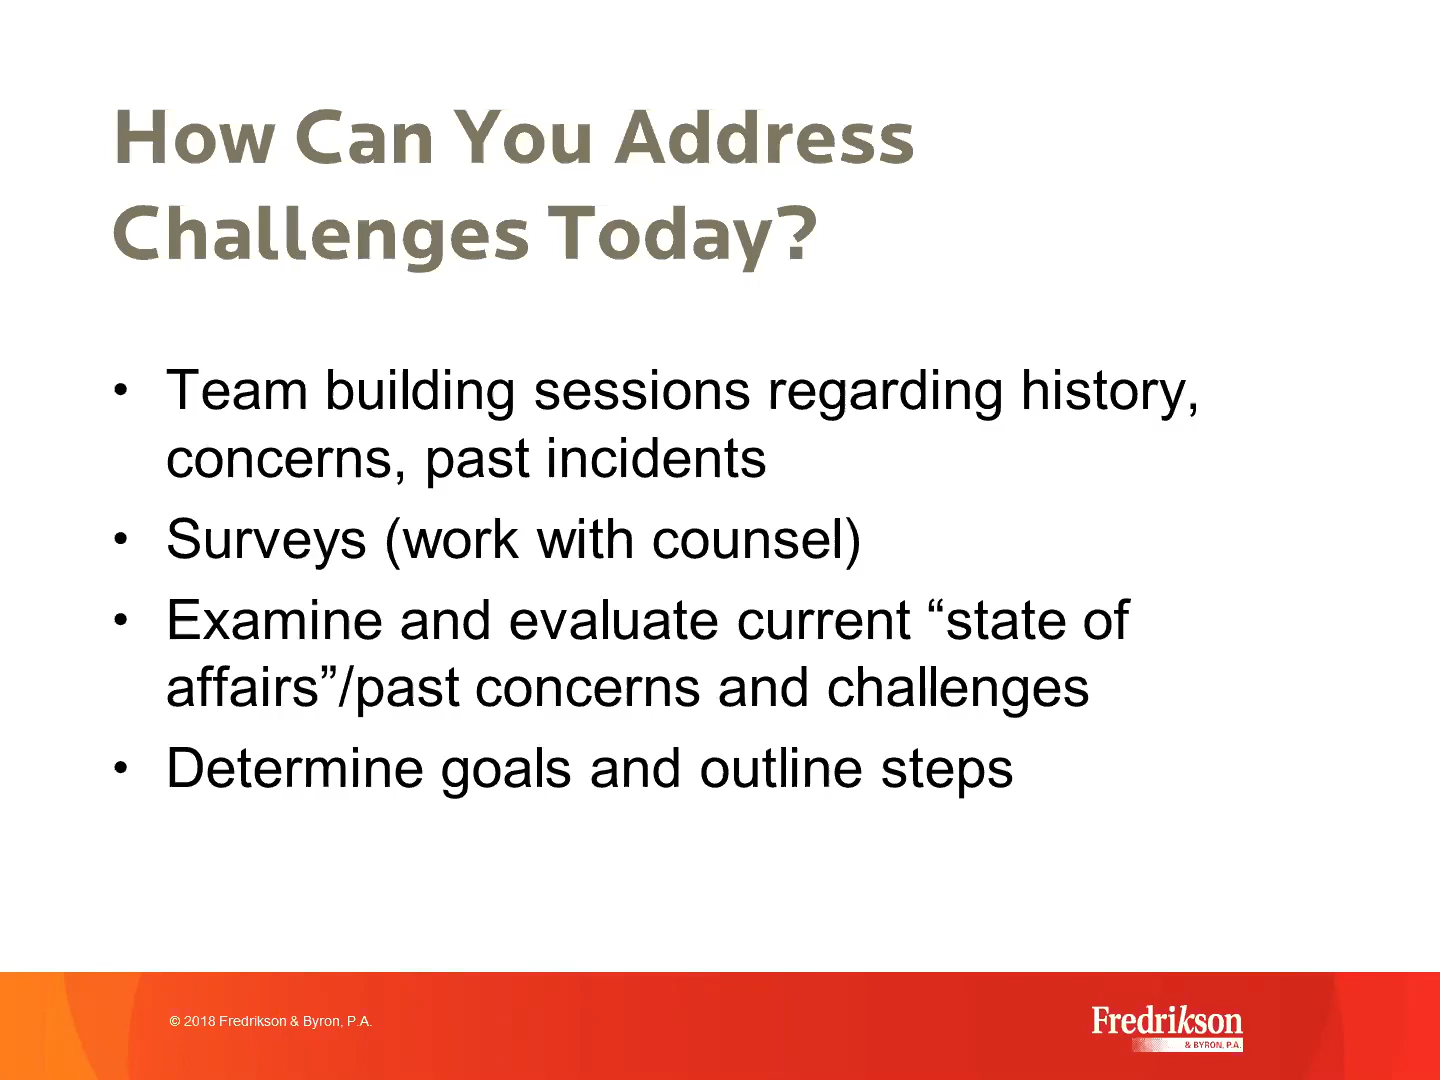 How Can You Address
Challenges Today?
• Team building sessions regarding history,
concerns, past incidents
• Surveys (work with counsel)
• Examine and evaluate current “state of
affairs”/past concerns and challenges
• Determine goals and outline steps
© 2018 Fredrikson & Byron, P.A.
Fredrikson
& BYRON, P.A.